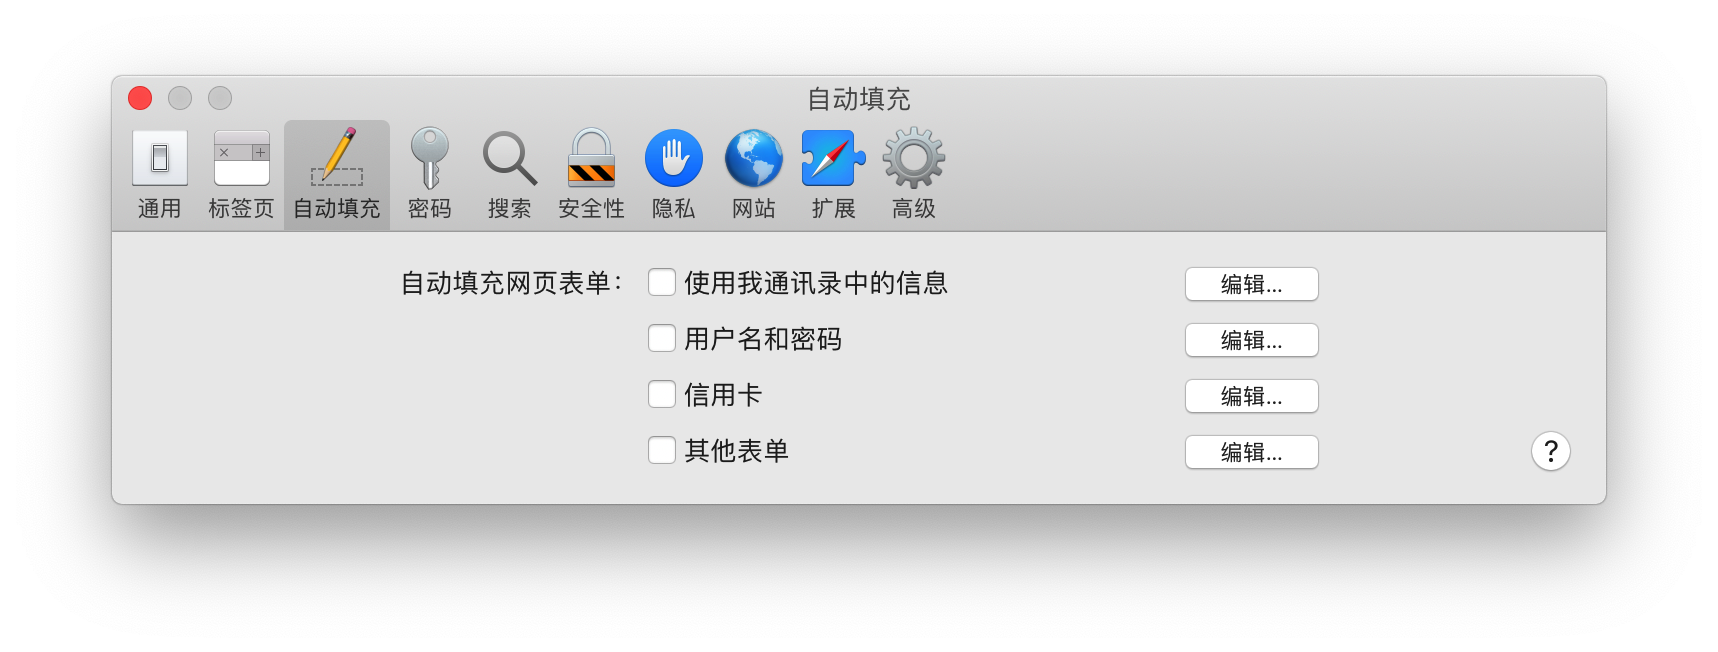 自动填充
通用 标签页 自动填充 密码 搜索 安全性 隐私 网站 扩展 高级
自动填充网页表单: 使用我通讯录中的信息 编辑...
用户名和密码 编辑...
信用卡 编辑...
其他表单 编辑... ?